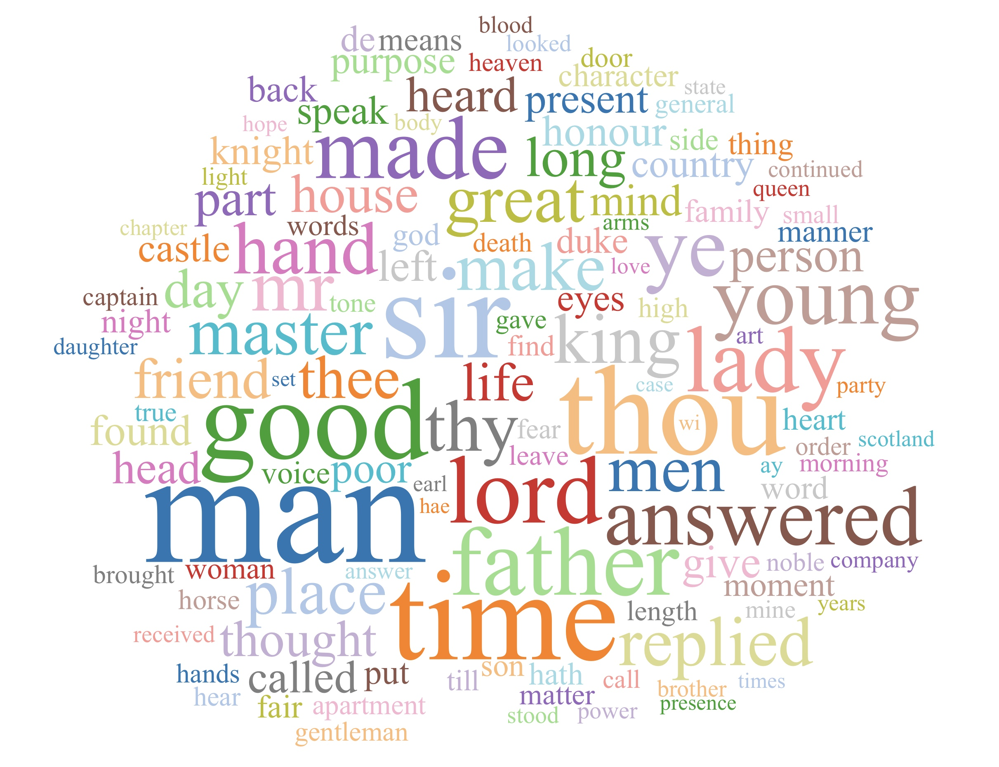 blood
de means looked
purpose heaven door
character
back heard present state
speak general
hope body honour
knight made long side thing
light country continued
part house great mind queen
family small
chapter words arms
castle hand god death duke ye manner
left make love person
day mr
captain tone eyes high young
night master sir gave king art
daughter find lady
friend set thee life case party
true good thy thou wi heart
found fear scotland
head leave order
voice poor lord men ay morning
man earl word
hae answered
father
brought woman answer give noble company
horse place moment
time length mine years
received thought replied
hands called put till son hath call times
hear matter brother
fair apartment stood power presence
gentleman